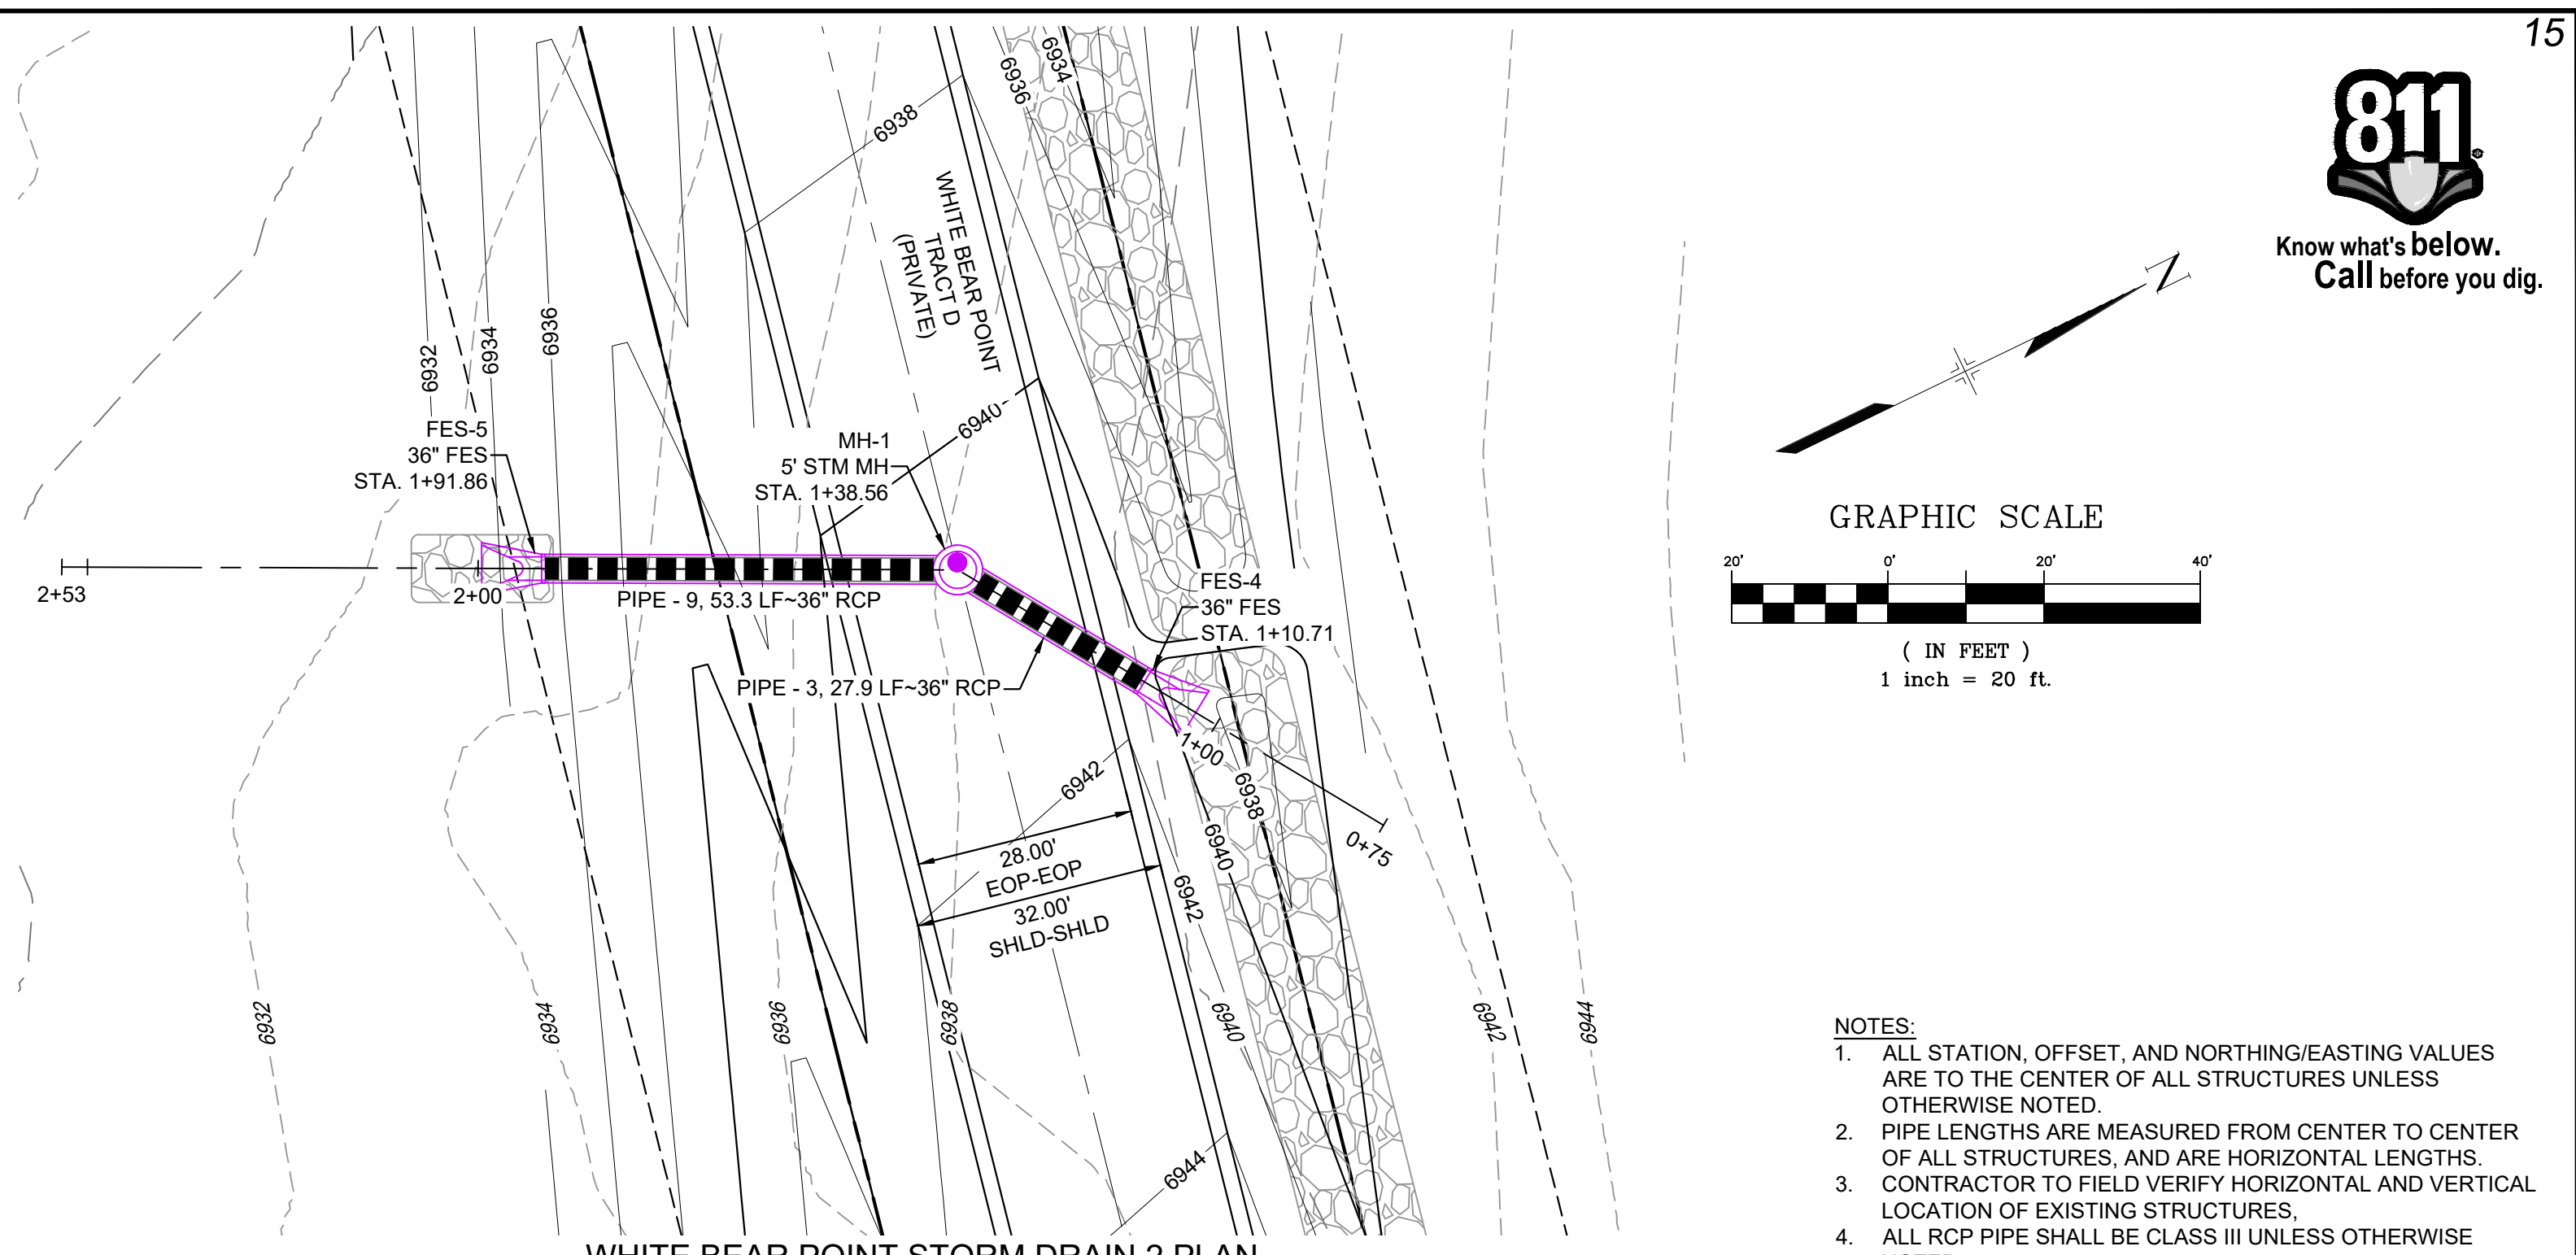 15
811
Know what's below.
Call before you dig.
N
GRAPHIC SCALE
20' 0' 20' 40'
( IN FEET )
1 inch = 20 ft.
6934
6936
6938
WHITE BEAR POINT
TRACT D
(PRIVATE)
6932
6934
6936
6940
FES-5
36" FES
STA. 1+91.86
MH-1
5' STM MH
STA. 1+38.56
2+53
2+00
PIPE - 9, 53.3 LF~36" RCP
FES-4
36" FES
STA. 1+10.71
PIPE - 3, 27.9 LF~36" RCP
1+00
6942
6938
6940
0+75
28.00'
EOP-EOP
32.00'
SHLD-SHLD
6942
6932
6934
6936
6938
6940
6942
6944
6944
NOTES:
1. ALL STATION, OFFSET, AND NORTHING/EASTING VALUES
ARE TO THE CENTER OF ALL STRUCTURES UNLESS
OTHERWISE NOTED.
2. PIPE LENGTHS ARE MEASURED FROM CENTER TO CENTER
OF ALL STRUCTURES, AND ARE HORIZONTAL LENGTHS.
3. CONTRACTOR TO FIELD VERIFY HORIZONTAL AND VERTICAL
LOCATION OF EXISTING STRUCTURES,
4. ALL RCP PIPE SHALL BE CLASS III UNLESS OTHERWISE
WHITE BEAR POINT STORM DRAIN 2 PLAN